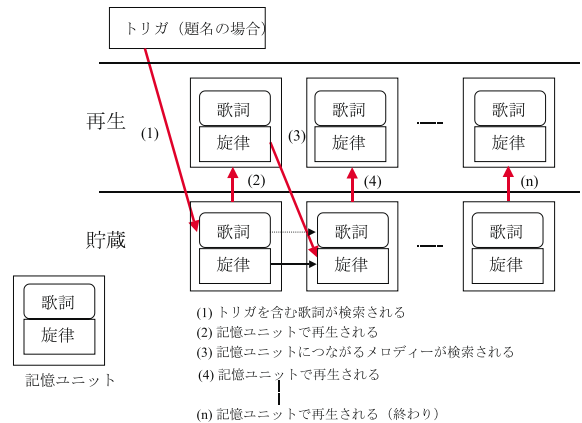 トリガ（題名の場合）
再生
歌詞
旋律
歌詞
旋律
歌詞
旋律
(1)
(2)
(3)
(4)
(n)
貯蔵
歌詞
旋律
歌詞
旋律
歌詞
旋律
歌詞
旋律
記憶ユニット
(1) トリガを含む歌詞が検索される
(2) 記憶ユニットで再生される
(3) 記憶ユニットにつながるメロディーが検索される
(4) 記憶ユニットで再生される
(n) 記憶ユニットで再生される（終わり）